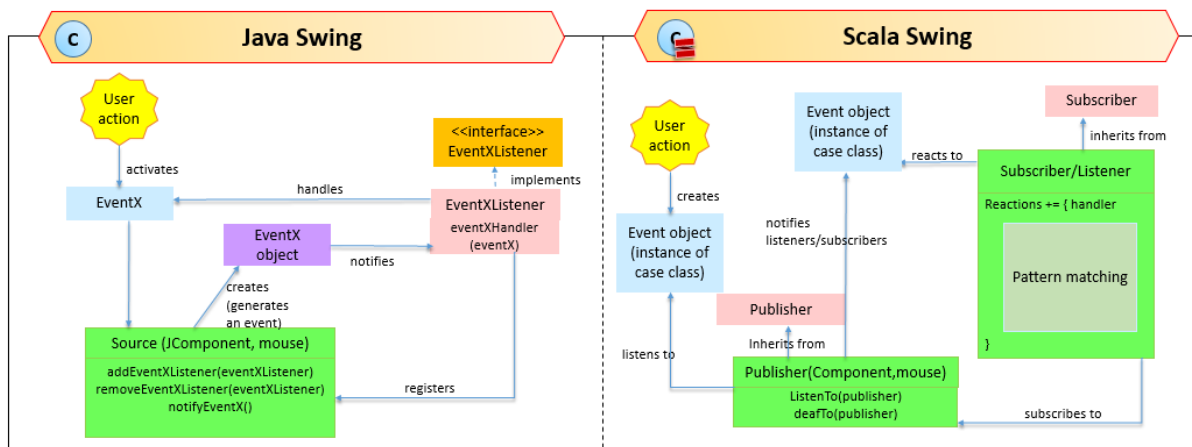 C
Java Swing
User
action
activates
EventX
handles
<<interface>>
EventXListener
implements
EventXListener
eventXHandler
(eventX)
EventX
object
notifies
creates
(generates
an event)
Source (JComponent, mouse)
addEventXListener(eventXListener)
removeEventXListener(eventXListener)
notifyEventX()
registers
C
Scala Swing
User
action
creates
Event object
(instance of
case class)
Event object
(instance of
case class)
reacts to
notifies
listeners/subscribers
Subscriber
inherits from
Subscriber/Listener
Reactions += { handler
Pattern matching
}
Publisher
Inherits from
listens to
Publisher(Component,mouse)
ListenTo(publisher)
deafTo(publisher)
subscribes to